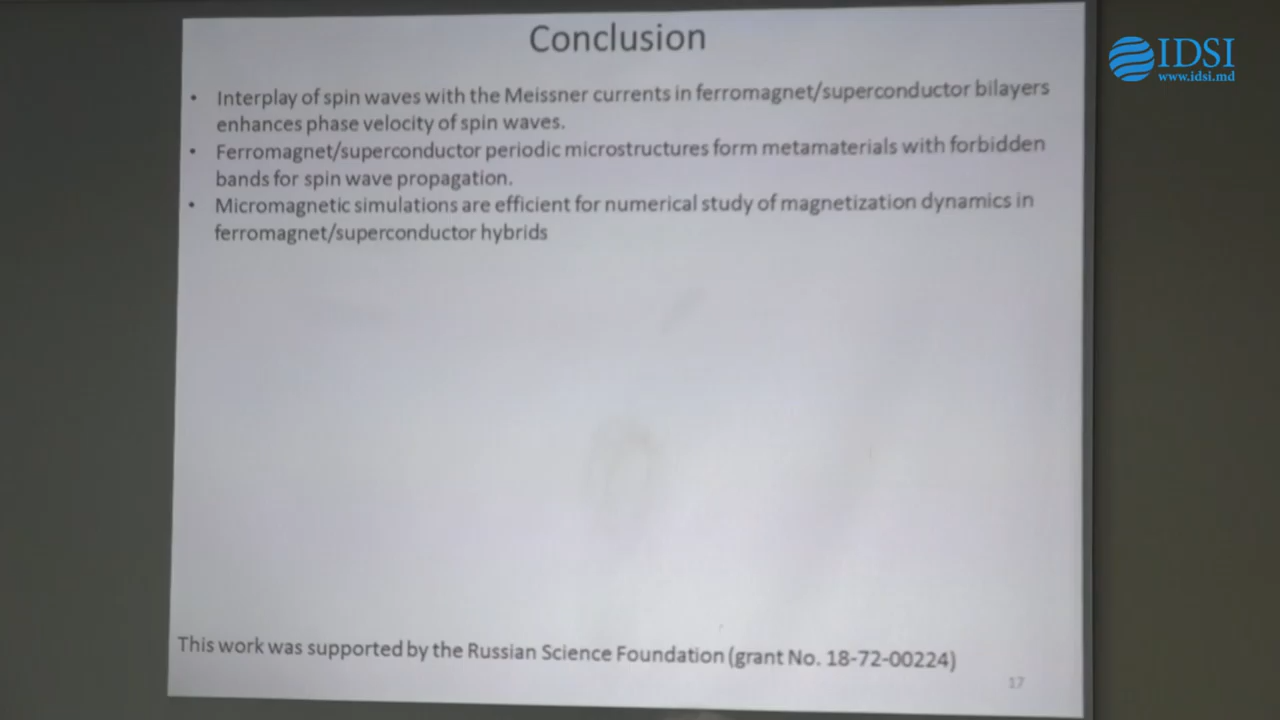 Conclusion
IDSI
www.idsi.md
• Interplay of spin waves with the Meissner currents in ferromagnet/superconductor bilayers
enhances phase velocity of spin waves.
• Ferromagnet/superconductor periodic microstructures form metamaterials with forbidden
bands for spin wave propagation.
• Micromagnetic simulations are efficient for numerical study of magnetization dynamics in
ferromagnet/superconductor hybrids
This work was supported by the Russian Science Foundation (grant No. 18-72-00224)
17